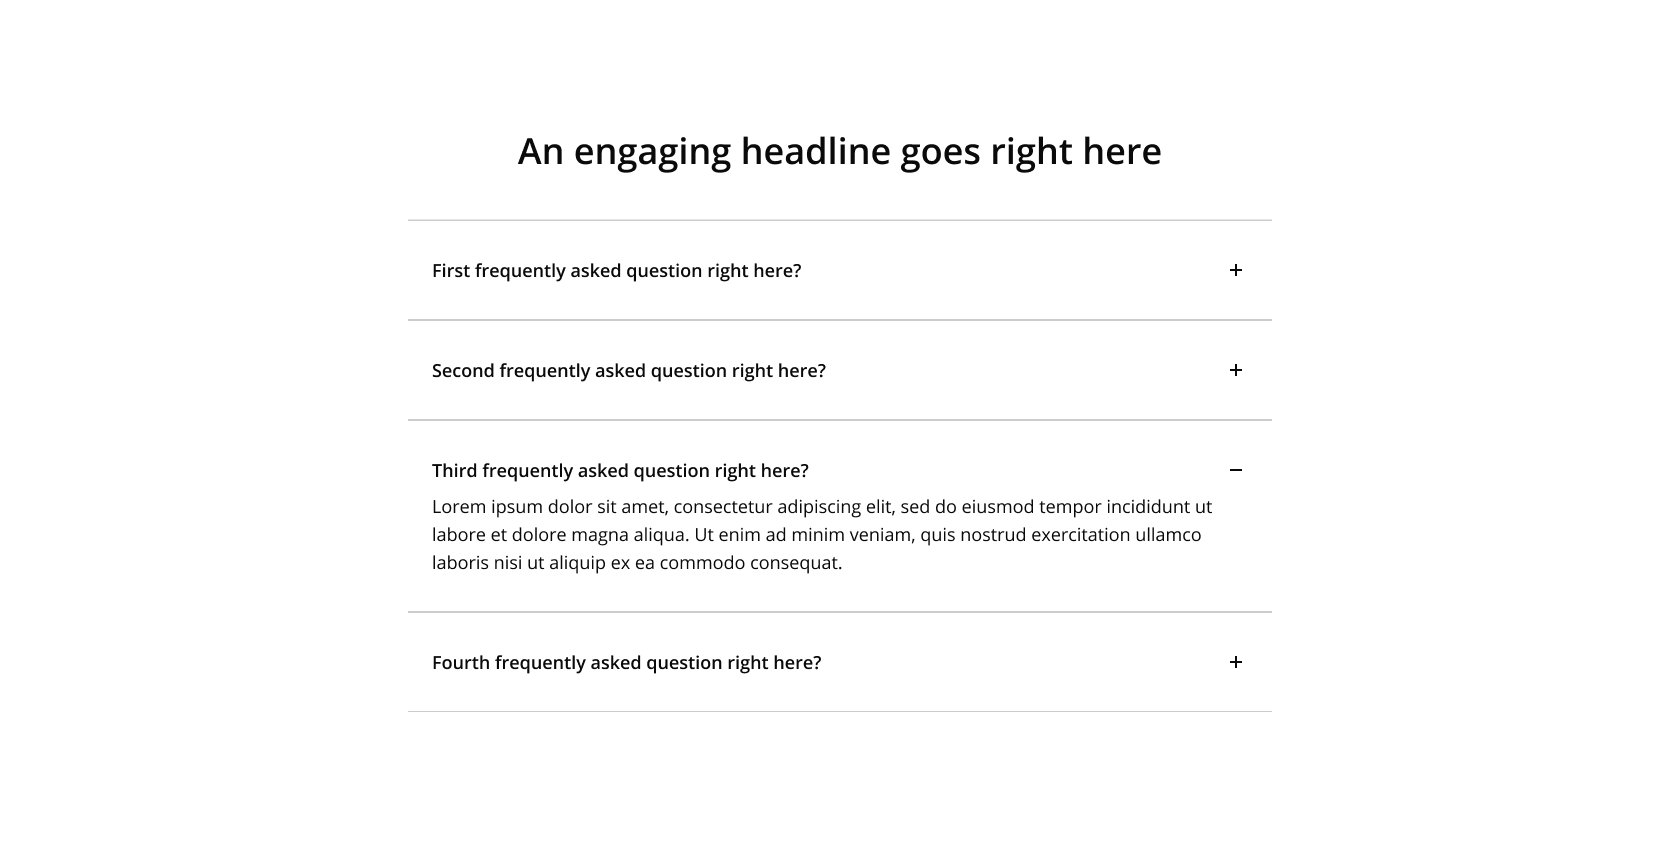 An engaging headline goes right here
First frequently asked question right here?
Second frequently asked question right here?
Third frequently asked question right here?
Lorem ipsum dolor sit amet, consectetur adipiscing elit, sed do eiusmod tempor incididunt ut
labore et dolore magna aliqua. Ut enim ad minim veniam, quis nostrud exercitation ullamco
laboris nisi ut aliquip ex ea commodo consequat.
Fourth frequently asked question right here?